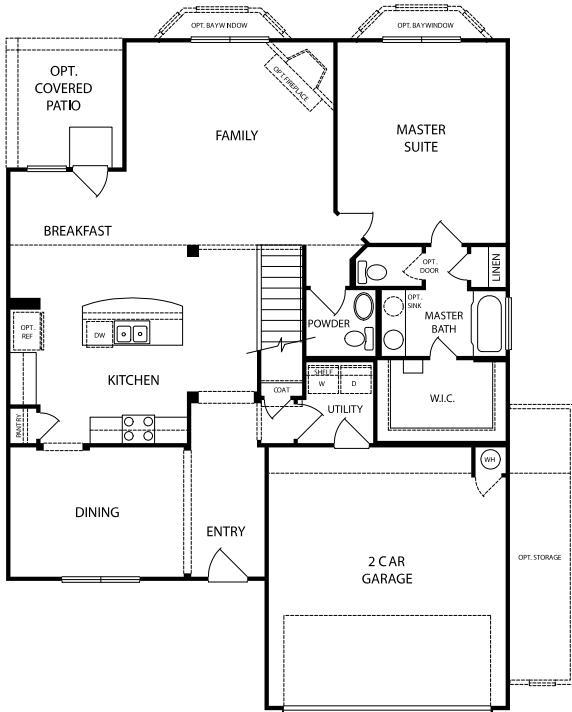 OPT. BAYWINDOW
OPT. BAYWINDOW
OPT.
COVERED
PATIO
OPT. FIREPLACE
FAMILY
MASTER
SUITE
BREAKFAST
OPT.
DOOR
LINEN
OPT.
SINK
MASTER
BATH
POWDER
OPT.
REF
DW
KITCHEN
COAT
SHELF
W
D
UTILITY
W.I.C.
PANTRY
WH
DINING
ENTRY
2 CAR
GARAGE
OPT. STORAGE